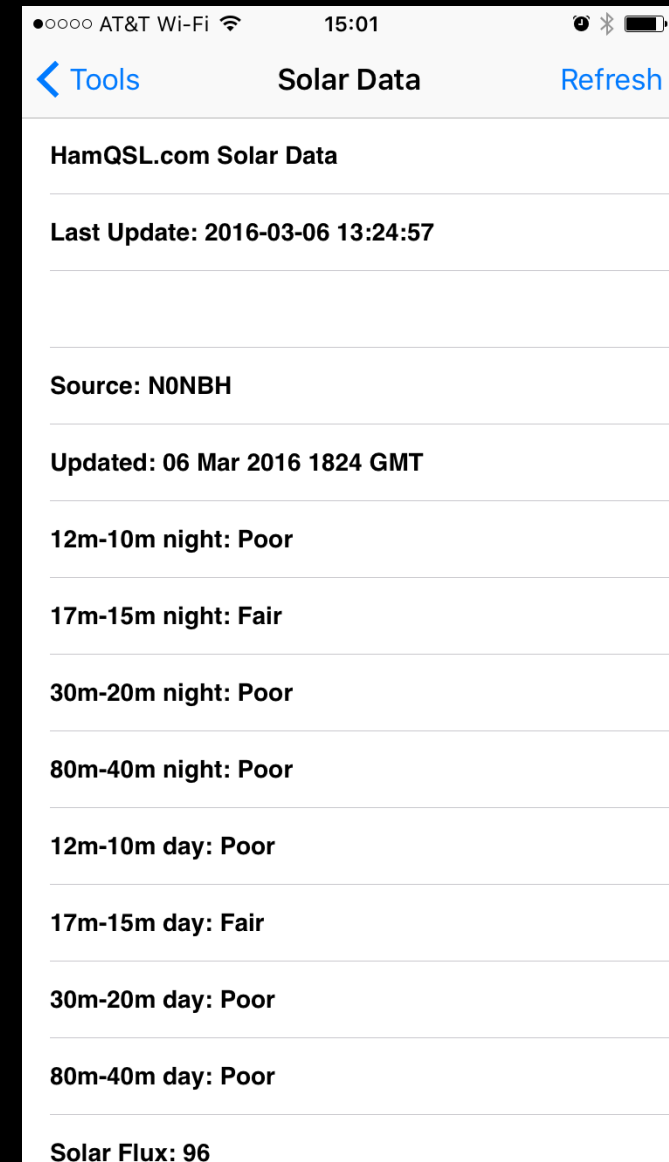 AT&T Wi-Fi 15:01
Tools Solar Data Refresh
HamQSL.com Solar Data
Last Update: 2016-03-06 13:24:57
Source: N0NBH
Updated: 06 Mar 2016 1824 GMT
12m-10m night: Poor
17m-15m night: Fair
30m-20m night: Poor
80m-40m night: Poor
12m-10m day: Poor
17m-15m day: Fair
30m-20m day: Poor
80m-40m day: Poor
Solar Flux: 96